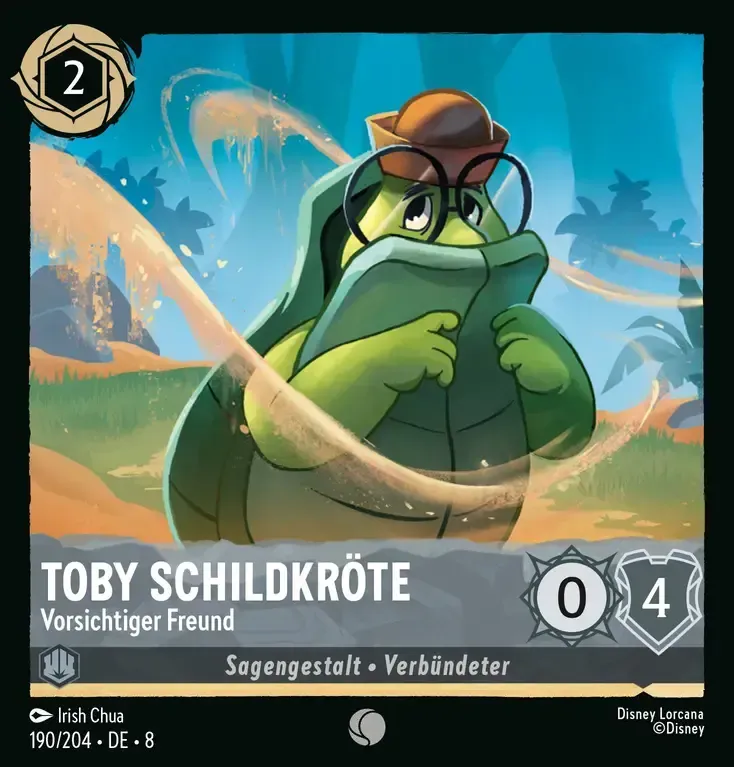 2
TOBY SCHILDKRÖTE
Vorsichtiger Freund
0
4
Sagengestalt • Verbündeter
Irish Chua
190/204 • DE • 8
Disney Lorcana
©Disney